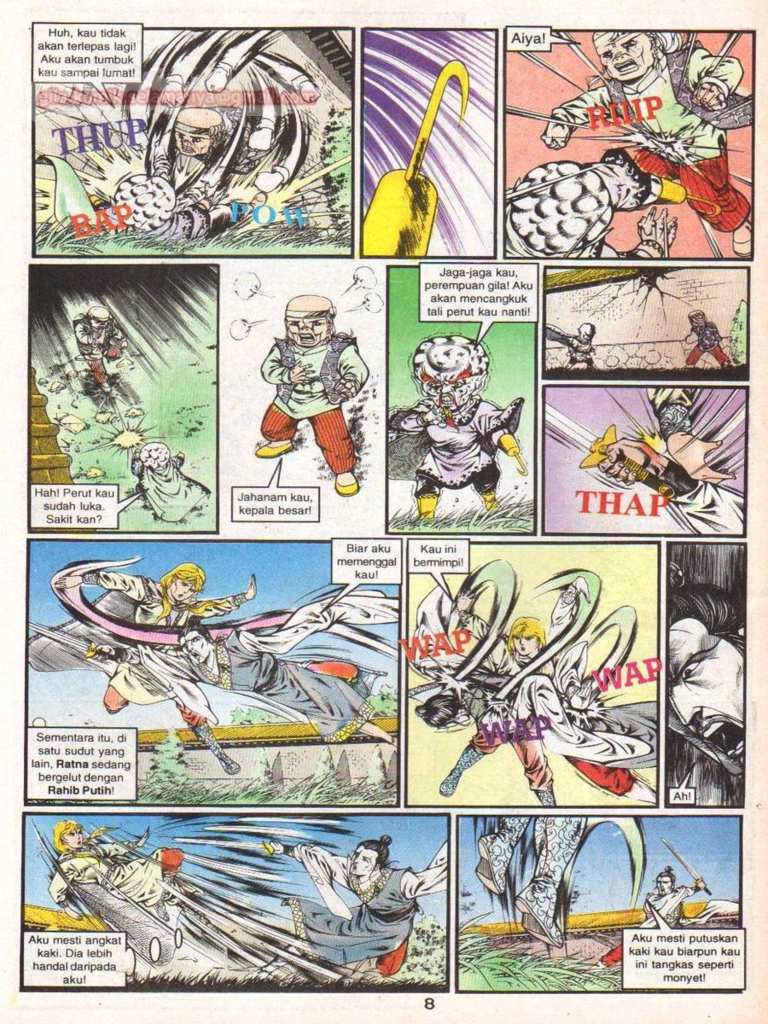 Huh, kau tidak
akan terlepas lagi!
Aku akan tumbuk
kau sampai lumat!
THUP
BAP
POW
Aiya!
RIIIP
Hah! Perut kau
sudah luka.
Sakit kan?
Jahanam kau,
kepala besar!
Jaga-jaga kau,
perempuan gila! Aku
akan mencangkuk
tali perut kau nanti!
THAP
Biar aku
memenggal
kau!
Sementara itu, di
satu sudut yang
lain, Ratna sedang
bergelut dengan
Rahib Putih!
Kau ini
bermimpi!
WAP
WAP
WAP
Ah!
Aku mesti angkat
kaki. Dia lebih
handal daripada
aku!
Aku mesti putuskan
kaki kau biarpun kau
ini tangkas seperti
monyet!
8